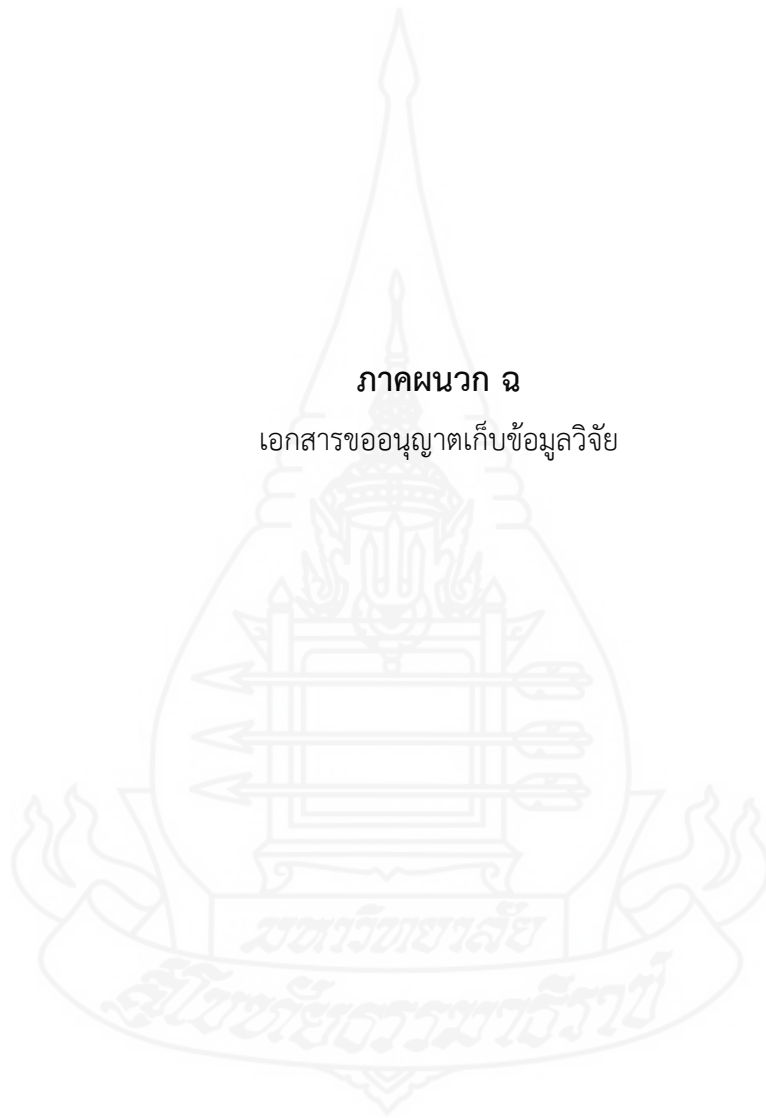 ภาคผนวก ฉ
เอกสารขออนุญาตเก็บข้อมูลวิจัย
มหาวิทยาลัย
สุโขทัยธรรมาธิราช